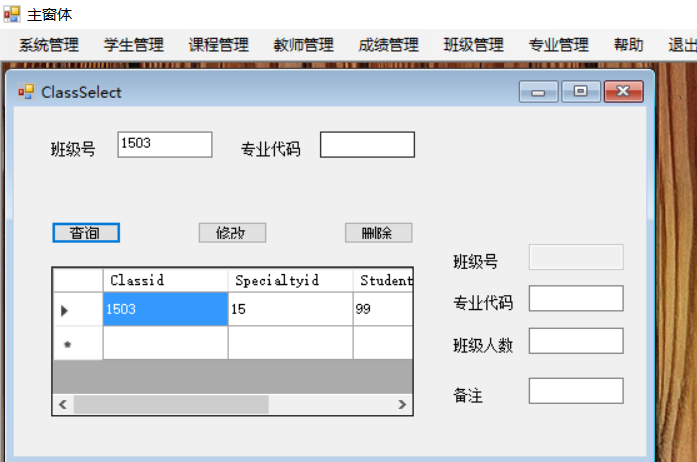 主窗体
系统管理 学生管理 课程管理 教师管理 成绩管理 班级管理 专业管理 帮助 退出
ClassSelect
班级号 1503 专业代码
查询 修改 删除
班级号
Classid Specialtyid Student
1503 15 99
专业代码
班级人数
备注